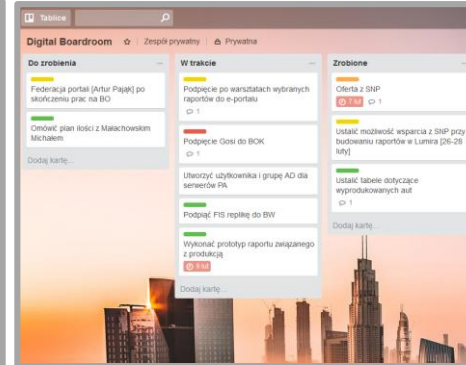 Tablice
Digital Boardroom
Zespół prywatny
Prywatna
Do zrobienia
Federacja portali [Artur Pająk] po
skończeniu prac na BO
Omówić plan ilości z Małachowskim
Michałem
Dodaj kartę...
W trakcie
Podpięcie po warsztatach wybranych
raportów do e-portalu
1
Podpięcie Gosi do BOK
1
Utworzyć użytkownika i grupę AD dla
serwerów PA
Podpiąć FIS replikę do BW
Wykonać prototyp raportu związanego
z produkcją
Dodaj kartę...
Zrobione
Oferta z SNP
7 lut
1
Ustalić możliwość wsparcia z SNP przy
budowaniu raportów w Lumira [26-28
luty]
Ustalić tabele dotyczące
wyprodukowanych aut
1
Dodaj kartę...